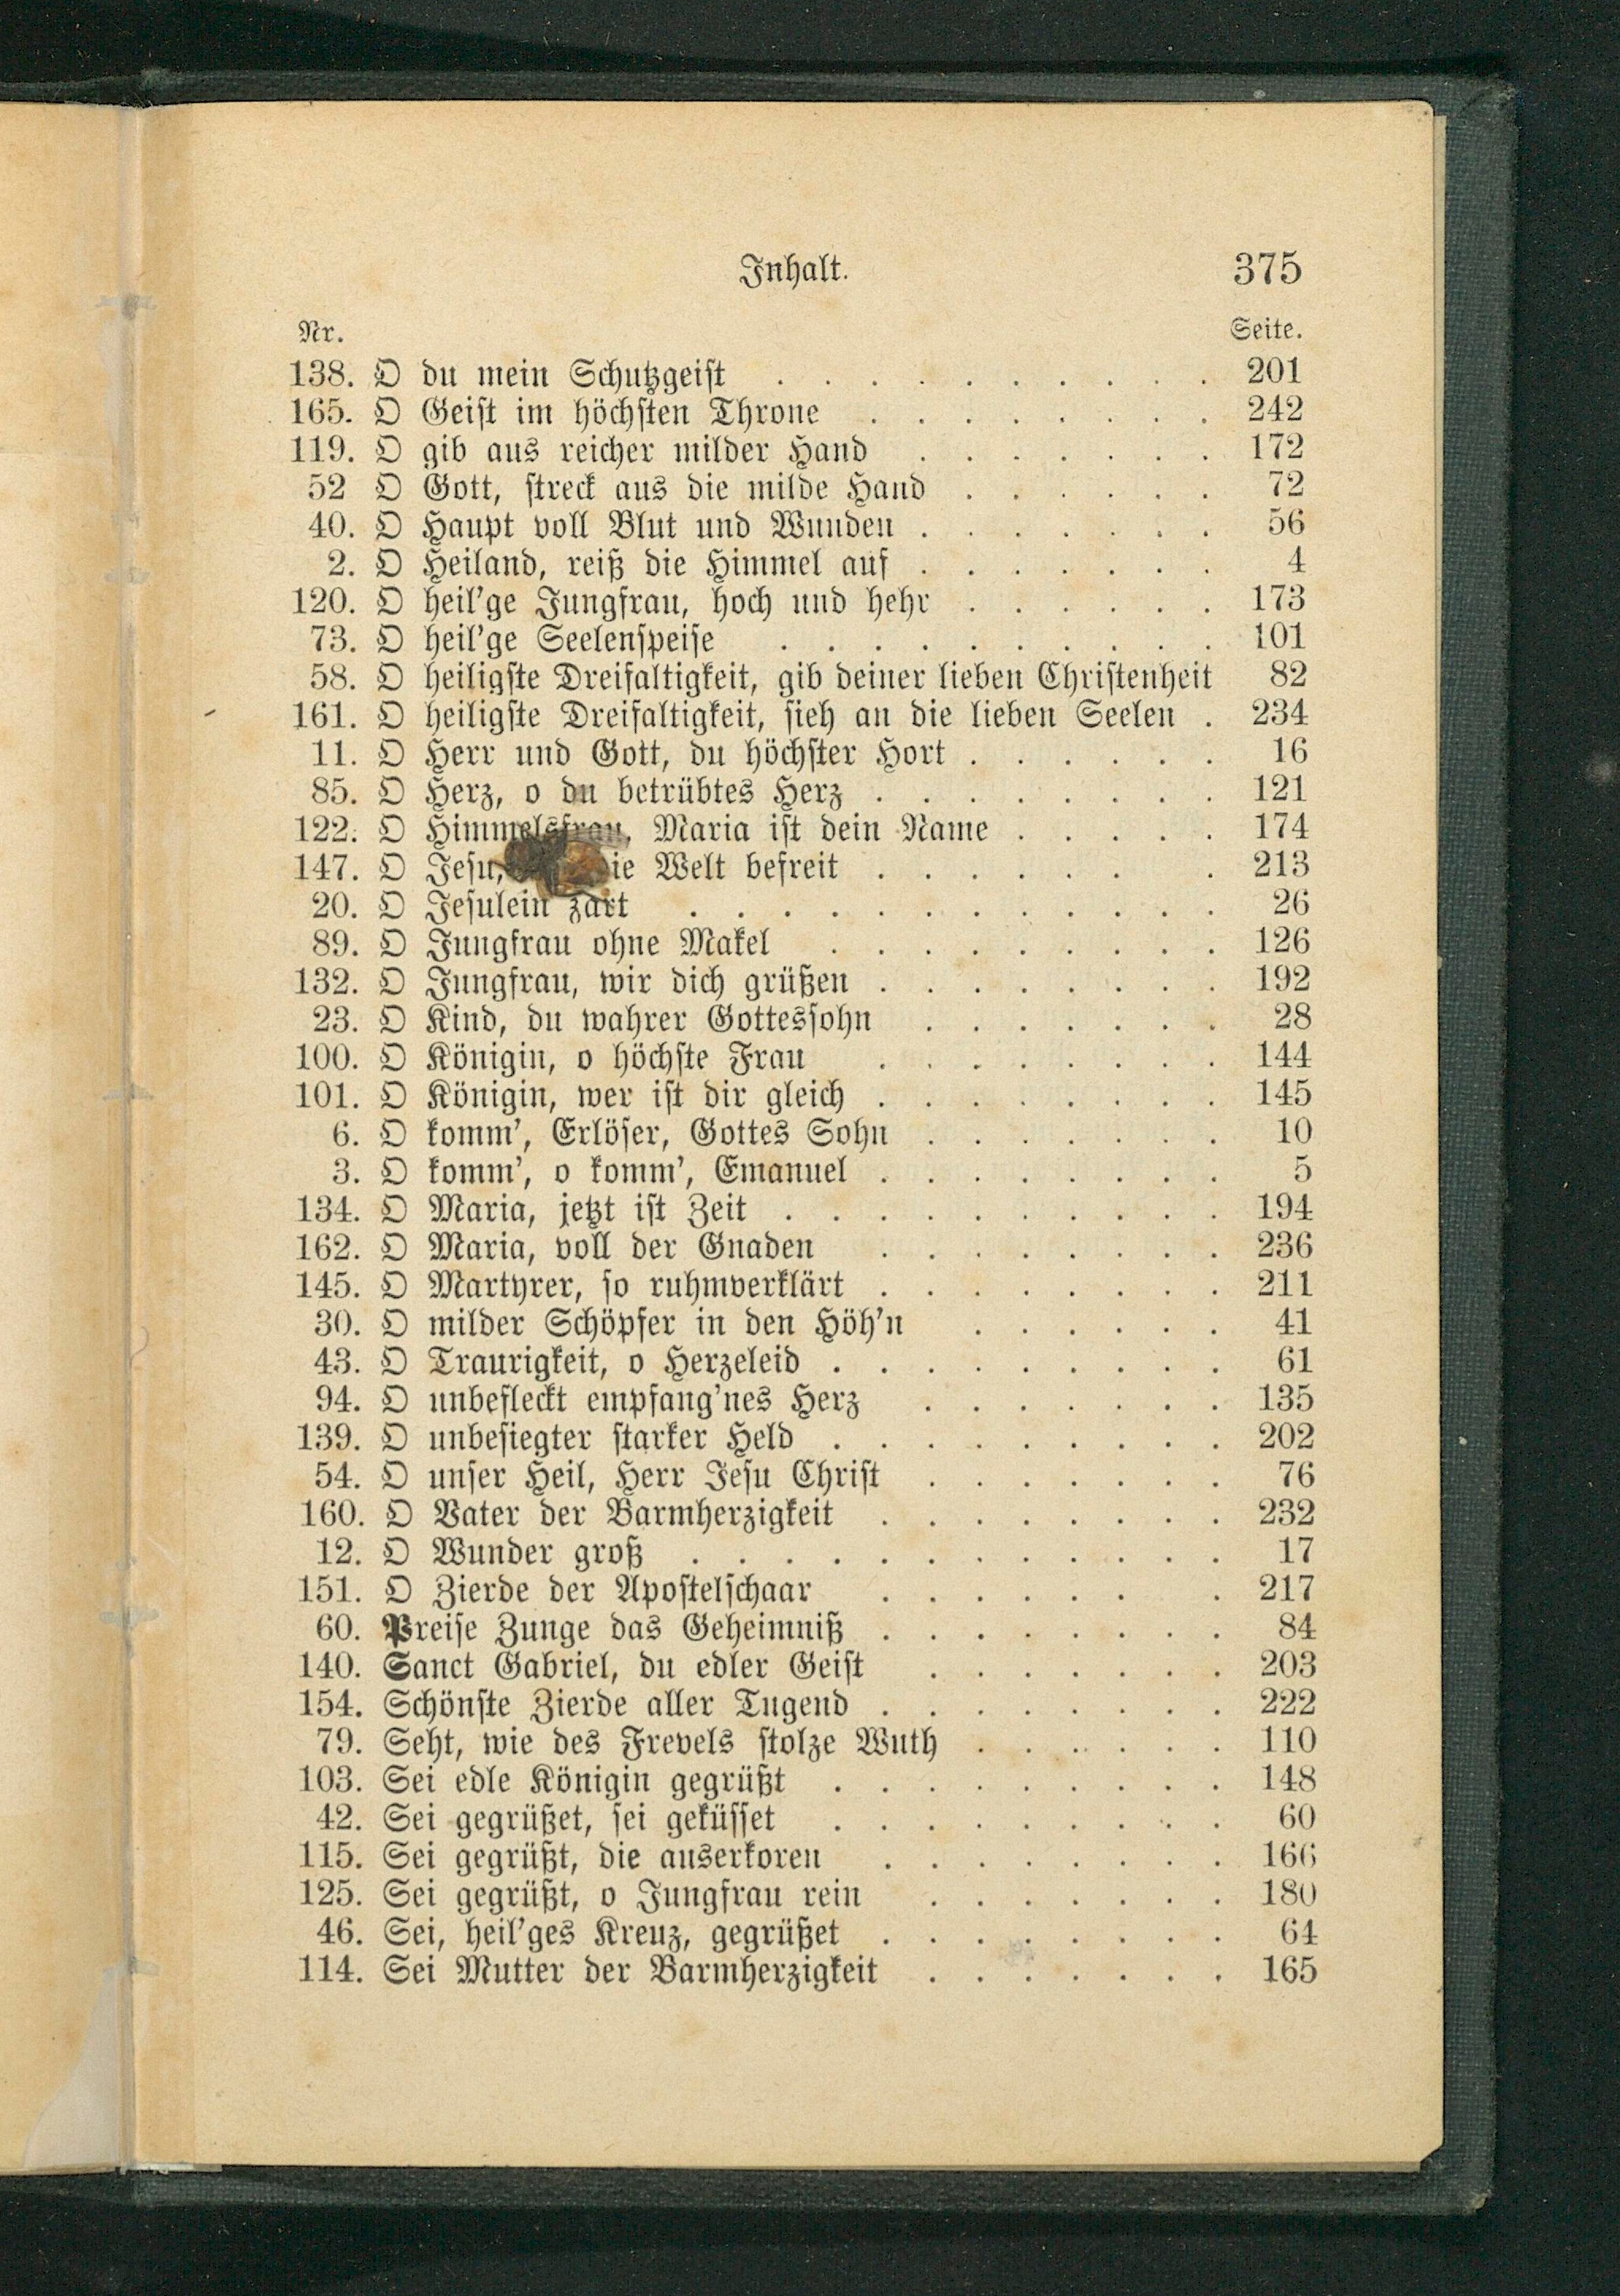 Inhalt. 375
Nr. Seite.
138. O du mein Schutzgeist . . . . . . . . . . 201
165. O Geist im höchsten Throne . . . . . . . . 242
119. O gib aus reicher milder Hand . . . . . . . 172
52 O Gott, streck aus die milde Hand . . . . . . 72
40. O Haupt voll Blut und Wunden . . . . . . . 56
2. O Heiland, reiß die Himmel auf . . . . . . . 4
120. O heil'ge Jungfrau, hoch und hehr . . . . . . 173
73. O heil'ge Seelenspeise . . . . . . . . . . 101
58. O heiligste Dreifaltigkeit, gib deiner lieben Christenheit 82
161. O heiligste Dreifaltigkeit, sieh an die lieben Seelen . 234
11. O Herr und Gott, du höchster Hort . . . . . . 16
85. O Herz, o du betrübtes Herz . . . . . . . . 121
122. O Himmelsfrau, Maria ist dein Name . . . . . 174
147. O Jesu, Welt befreit . . . . . . . 213
20. O Jesulein zart . . . . . . . . . . . . 26
89. O Jungfrau ohne Makel . . . . . . . . . 126
132. O Jungfrau, wir dich grüßen . . . . . . . . 192
23. O Kind, du wahrer Gottessohn . . . . . . . 28
100. O Königin, o höchste Frau . . . . . . . . 144
101. O Königin, wer ist dir gleich . . . . . . . . 145
6. O komm', Erlöser, Gottes Sohn . . . . . . . 10
3. O komm', o komm', Emanuel . . . . . . . . 5
134. O Maria, jetzt ist Zeit . . . . . . . . . . 194
162. O Maria, voll der Gnaden . . . . . . . . 236
145. O Martyrer, so ruhmverklärt . . . . . . . . 211
30. O milder Schöpfer in den Höh'n . . . . . . 41
43. O Traurigkeit, o Herzeleid . . . . . . . . . 61
94. O unbefleckt empfang'nes Herz . . . . . . . 135
139. O unbesiegter starker Held . . . . . . . . . 202
54. O unser Heil, Herr Jesu Christ . . . . . . . 76
160. O Vater der Barmherzigkeit . . . . . . . . 232
12. O Wunder groß . . . . . . . . . . . . 17
151. O Zierde der Apostelschaar . . . . . . . 217
60. Preise Zunge das Geheimniß . . . . . . . . 84
140. Sanct Gabriel, du edler Geist . . . . . . . 203
154. Schönste Zierde aller Tugend . . . . . . . . 222
79. Seht, wie des Frevels stolze Wuth . . . . . . 110
103. Sei edle Königin gegrüßt . . . . . . . . . 148
42. Sei gegrüßet, sei geküsset . . . . . . . . . 60
115. Sei gegrüßt, die auserkoren . . . . . . . . 166
125. Sei gegrüßt, o Jungfrau rein . . . . . . . 180
46. Sei, heil'ges Kreuz, gegrüßet . . . . . . . . 64
114. Sei Mutter der Barmherzigkeit . . . . . . . 165